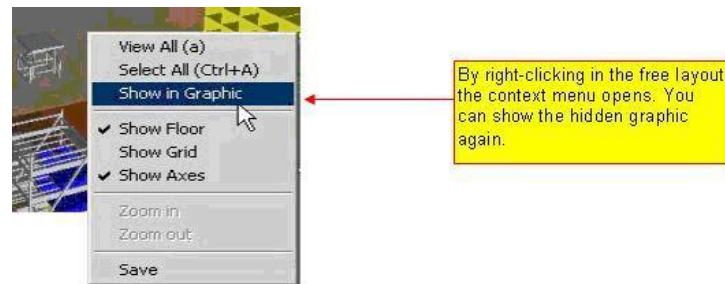 View All (a)
Select All (Ctrl+A)
Show in Graphic
Show Floor
Show Grid
Show Axes
Zoom in
Zoom out
Save
By right-clicking in the free layout
the context menu opens. You
can show the hidden graphic
again.